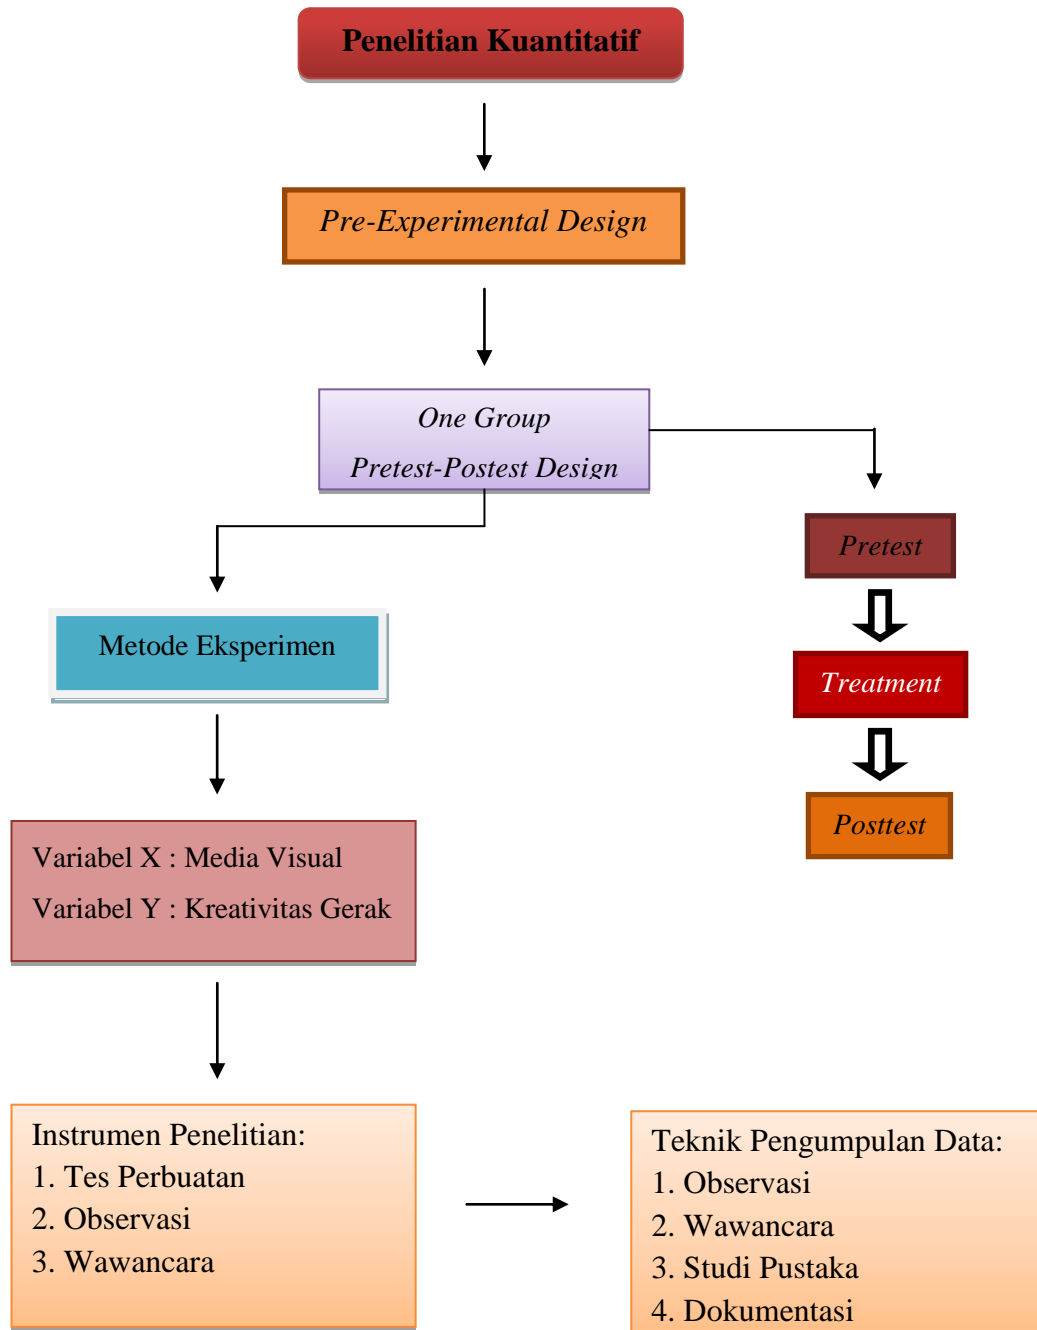 Penelitian Kuantitatif
Pre-Experimental Design
One Group
Pretest-Postest Design
Pretest
Metode Eksperimen
Treatment
Posttest
Variabel X : Media Visual
Variabel Y : Kreativitas Gerak
Instrumen Penelitian:
1. Tes Perbuatan
2. Observasi
3. Wawancara
Teknik Pengumpulan Data:
1. Observasi
2. Wawancara
3. Studi Pustaka
4. Dokumentasi